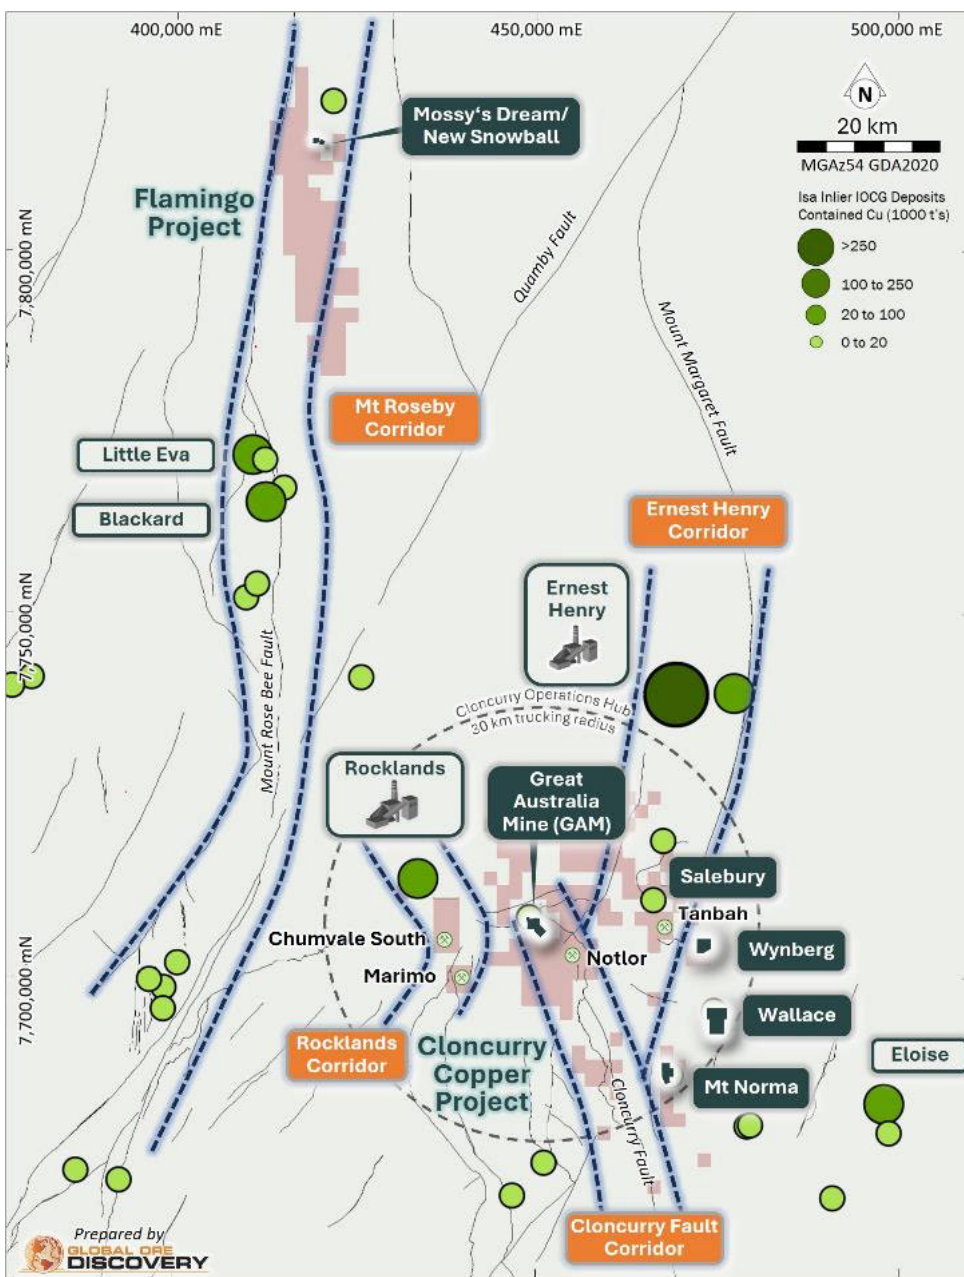 400,000 mE
450,000 mE
500,000 mE
N
20 km
MGAz54 GDA2020
Isa Inlier IOCG Deposits
Contained Cu (1000 t's)
>250
100 to 250
20 to 100
0 to 20
Mossy's Dream/
New Snowball
Flamingo
Project
7,800,000 mN
Quamby Fault
Mount Margaret Fault
Mt Roseby
Corridor
Little Eva
Blackard
Ernest Henry
Corridor
Ernest
Henry
7,750,000 mN
Mount Rose Bee Fault
Cloncurry Operations Hub
30 km trucking radius
Rocklands
Great
Australia
Mine (GAM)
Salebury
Tanbah
Chumvale South
Notlor
Wynberg
Marimo
7,700,000 mN
Wallace
Rocklands
Corridor
Cloncurry
Copper
Project
Eloise
Mt Norma
Cloncurry Fault
Cloncurry Fault
Corridor
Prepared by
GLOBAL ORE
DISCOVERY